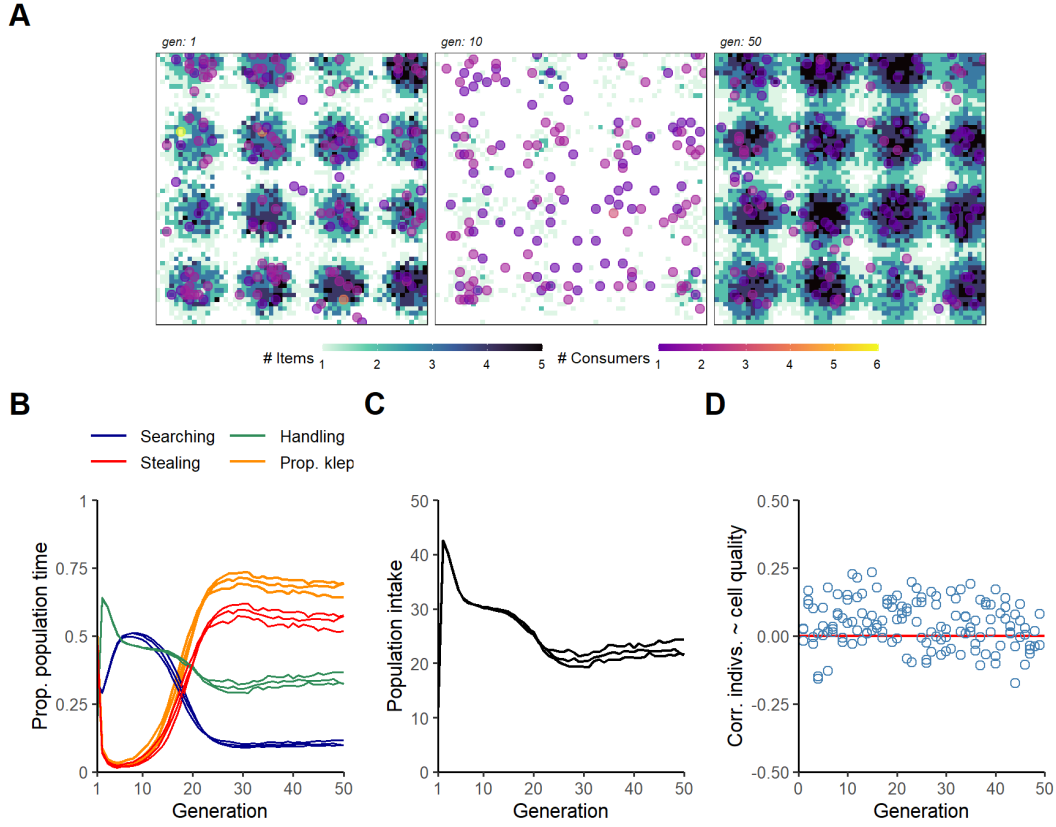 A
gen: 1 gen: 10 gen: 50
# Items 1 2 3 4 5 # Consumers 1 2 3 4 5 6
B C D
Searching Handling
Stealing Prop. klep
Prop. population time
0 0.25 0.5 0.75 1
1 10 20 30 40 50
Generation
Population intake
0 10 20 30 40 50
1 10 20 30 40 50
Generation
Corr. indivs. ~ cell quality
-0.50 -0.25 0.00 0.25 0.50
0 10 20 30 40 50
Generation